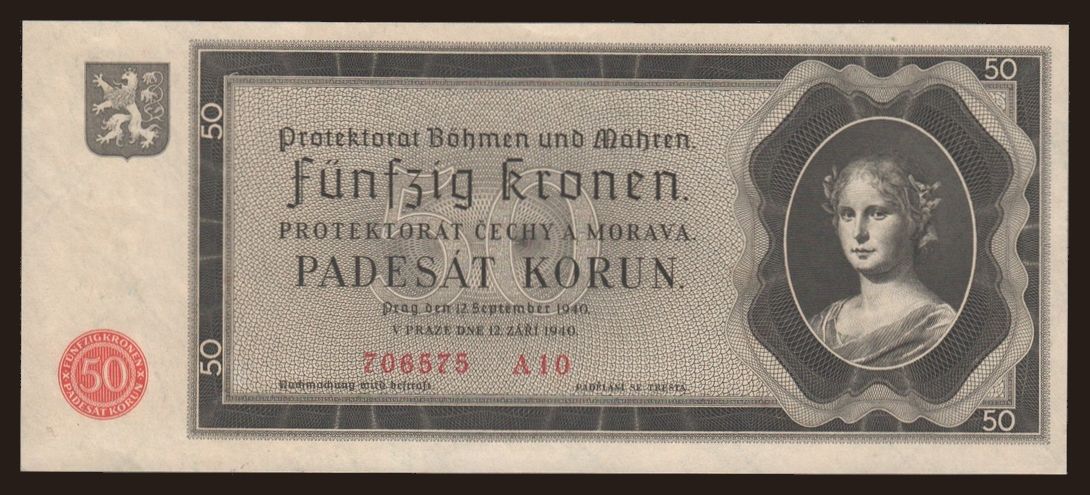 50
50
Protektorat Böhmen und Mähren.
Fünfzig Kronen.
PROTEKTORÁT ČECHY A MORAVA.
PADESÁT KORUN.
Prag den 12. September 1940.
V PRAZE DNE 12. ZÁŘÍ 1940.
706575 A10
Nachmachung wird bestraft.
PADĚLÁNÍ SE TRESTÁ.
50
FÜNFZIG KRONEN
50
PADESÁT KORUN
50
50